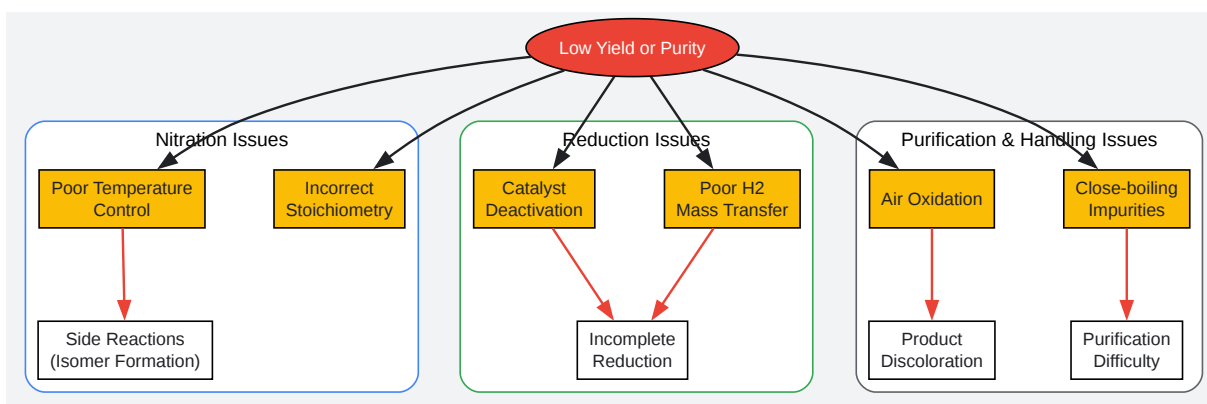 Low Yield or Purity
Nitration Issues
Reduction Issues
Purification & Handling Issues
Poor Temperature
Control
Incorrect
Stoichiometry
Catalyst
Deactivation
Poor H2
Mass Transfer
Air Oxidation
Close-boiling
Impurities
Side Reactions
(Isomer Formation)
Incomplete
Reduction
Product
Discoloration
Purification
Difficulty